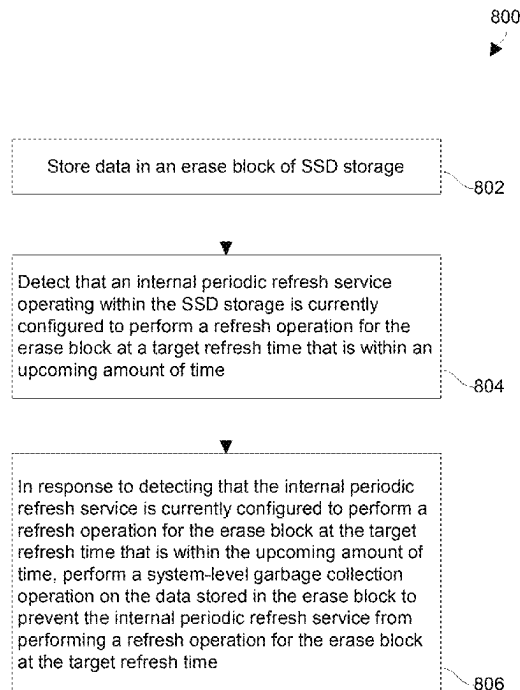 800
Store data in an erase block of SSD storage
802
Detect that an internal periodic refresh service
operating within the SSD storage is currently
configured to perform a refresh operation for the
erase block at a target refresh time that is within an
upcoming amount of time
804
In response to detecting that the internal periodic
refresh service is currently configured to perform a
refresh operation for the erase block at the target
refresh time that is within the upcoming amount of
time, perform a system-level garbage collection
operation on the data stored in the erase block to
prevent the internal periodic refresh service from
performing a refresh operation for the erase block
at the target refresh time
806